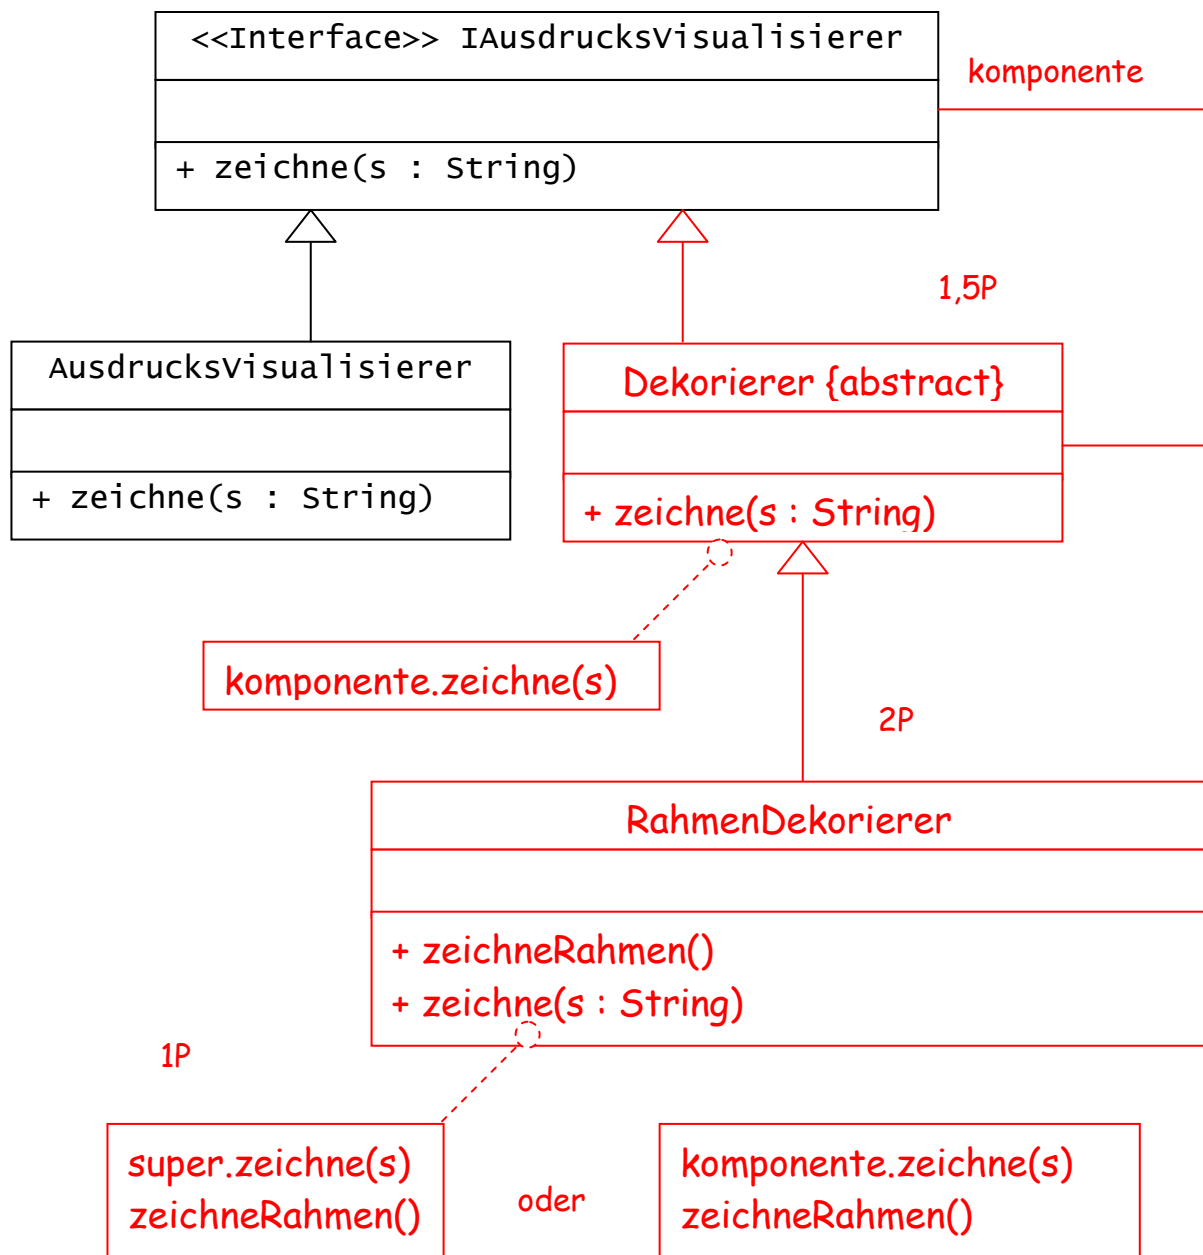 <<Interface>> IAusdrucksVisualisierer
komponente
+ zeichne(s : String)
1,5P
AusdrucksVisualisierer
Dekorierer {abstract}
+ zeichne(s : String)
+ zeichne(s : String)
komponente.zeichne(s)
2P
RahmenDekorierer
+ zeichneRahmen()
+ zeichne(s : String)
1P
super.zeichne(s)
zeichneRahmen()
oder
komponente.zeichne(s)
zeichneRahmen()